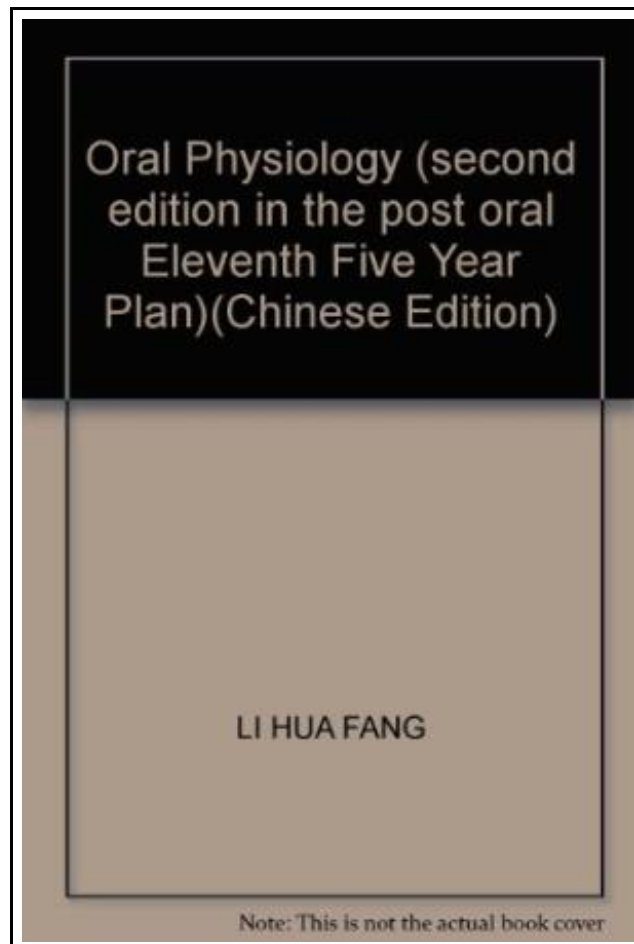 Oral Physiology (second
edition in the post oral
Eleventh Five Year
Plan)(Chinese Edition)
LI HUA FANG
Note: This is not the actual book cover